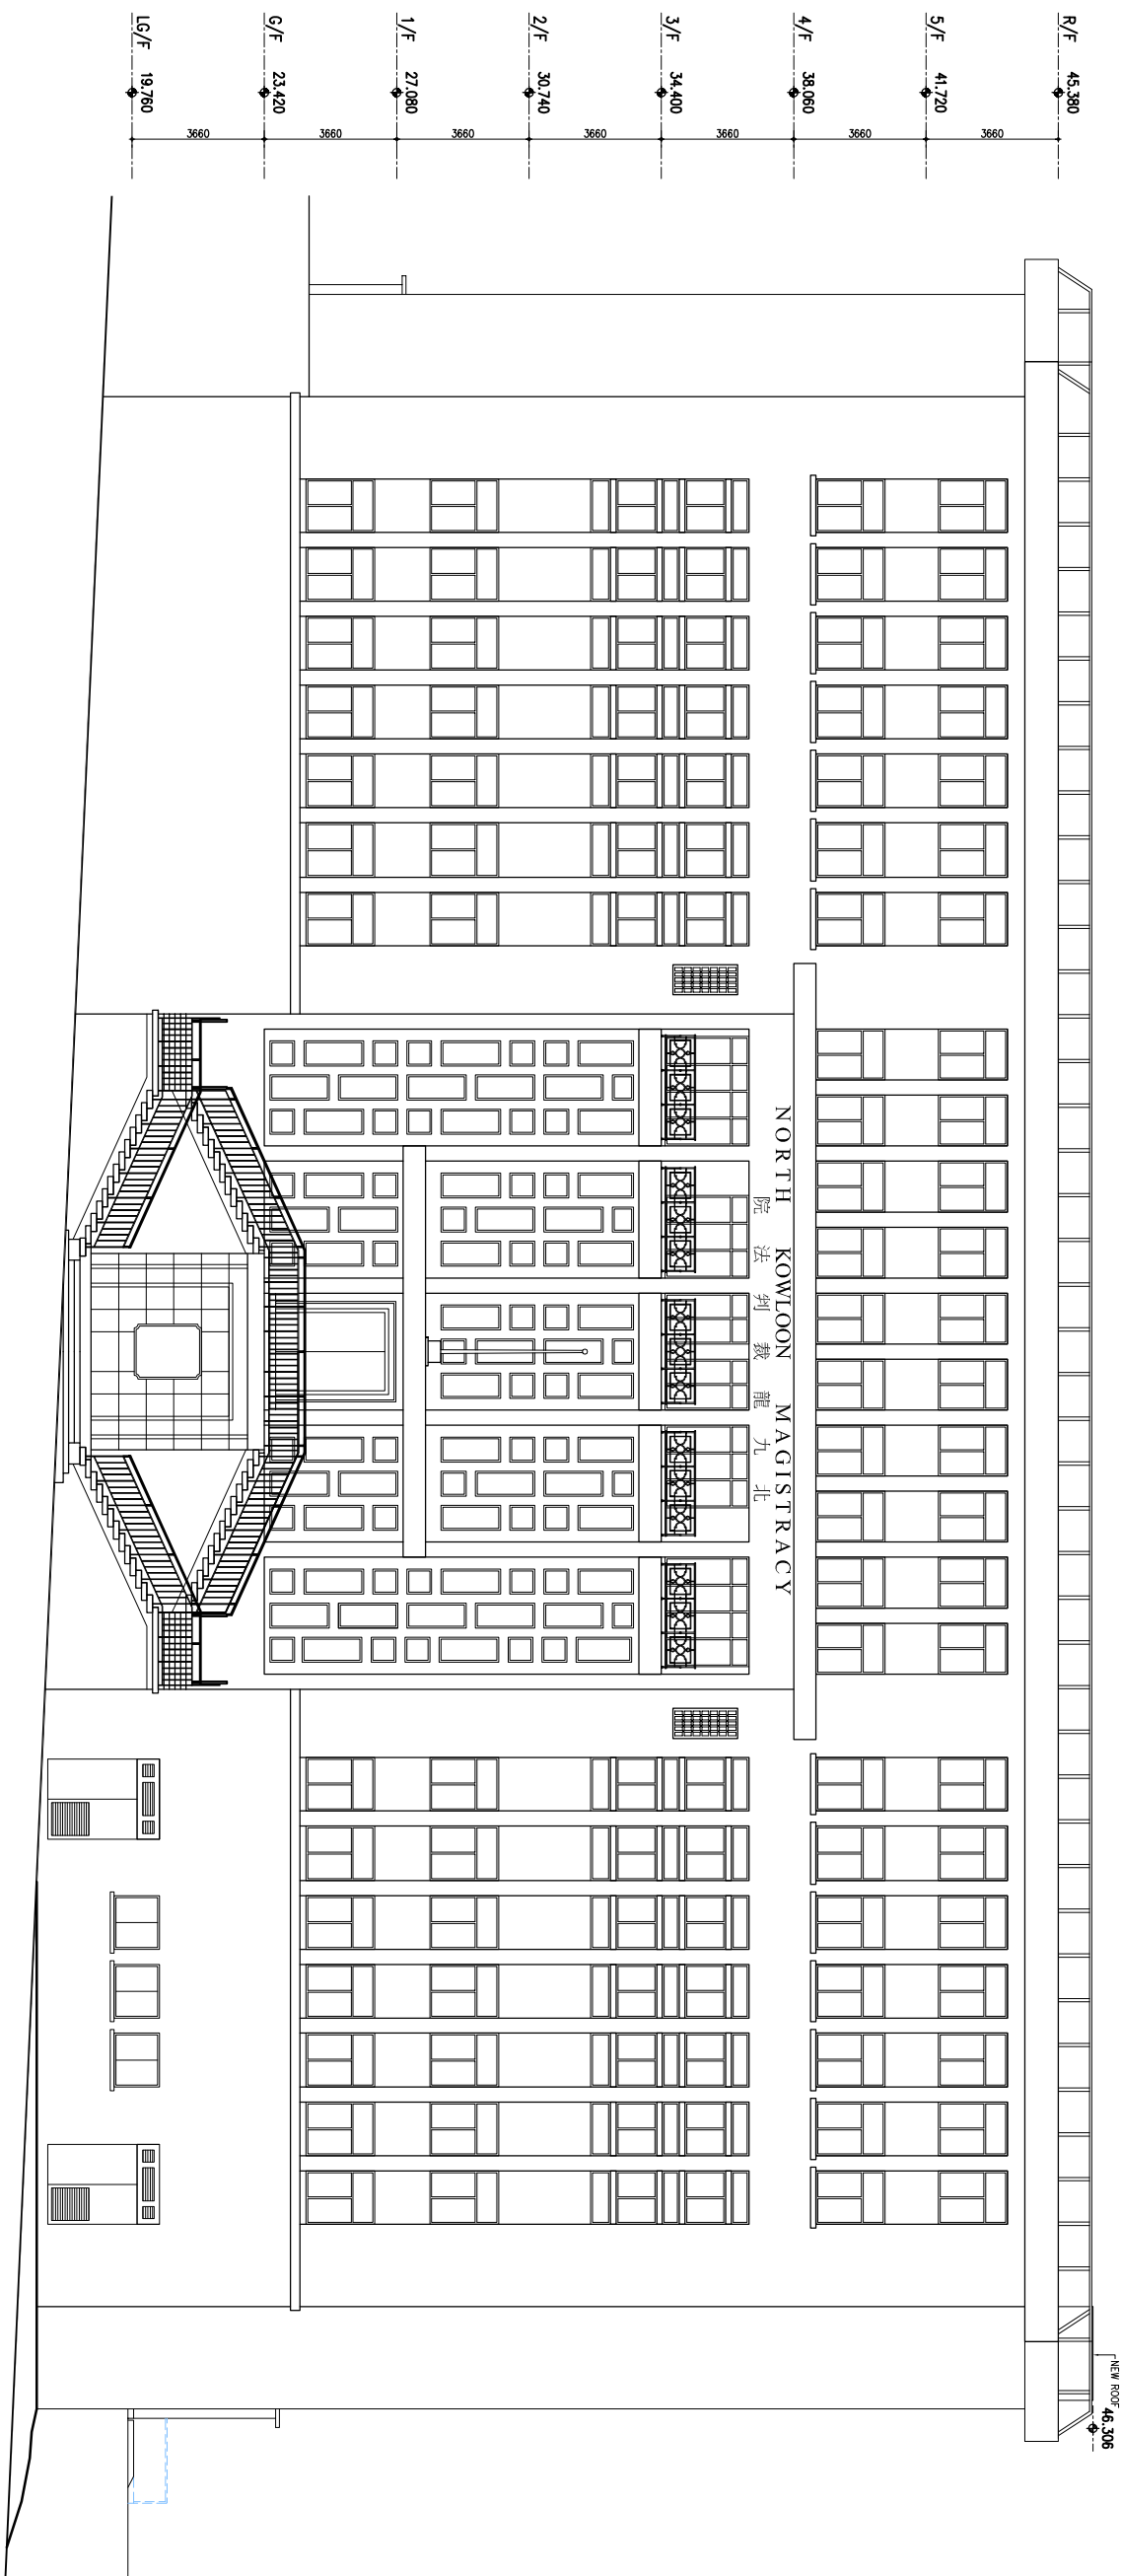 R/F 45.380
5/F 41.720
4/F 38.060
3/F 34.400
2/F 30.740
1/F 27.080
G/F 23.420
LG/F 19.760
3660
3660
3660
3660
3660
3660
3660
NEW ROOF
46.306
NORTH KOWLOON MAGISTRACY
院法判裁龍九北